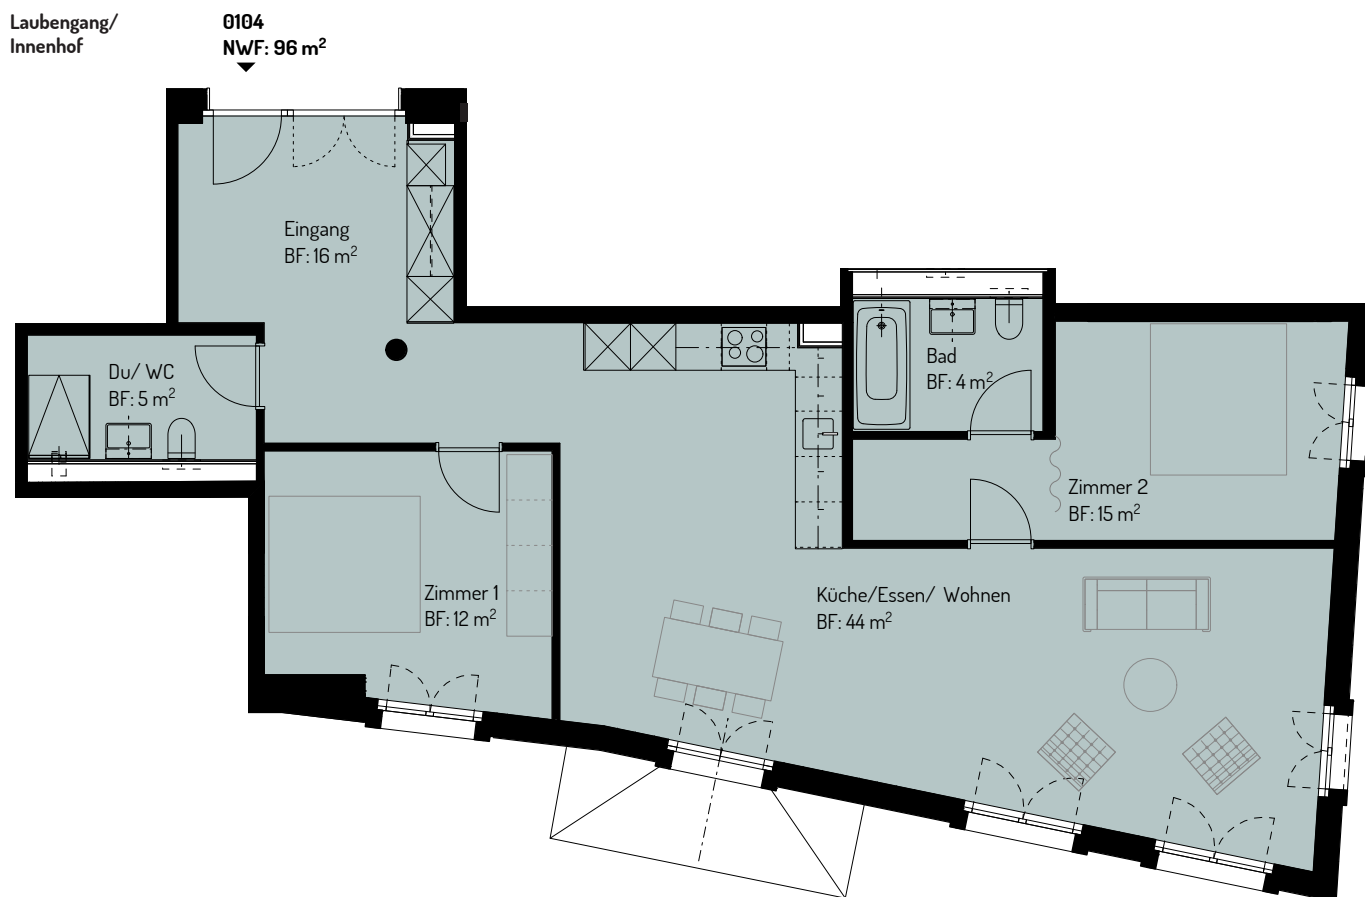 Laubengang/
Innenhof
0104
NWF: 96 m²
Eingang
BF: 16 m²
Du/ WC
BF: 5 m²
Bad
BF: 4 m²
Zimmer 2
BF: 15 m²
Zimmer 1
BF: 12 m²
Küche/Essen/ Wohnen
BF: 44 m²